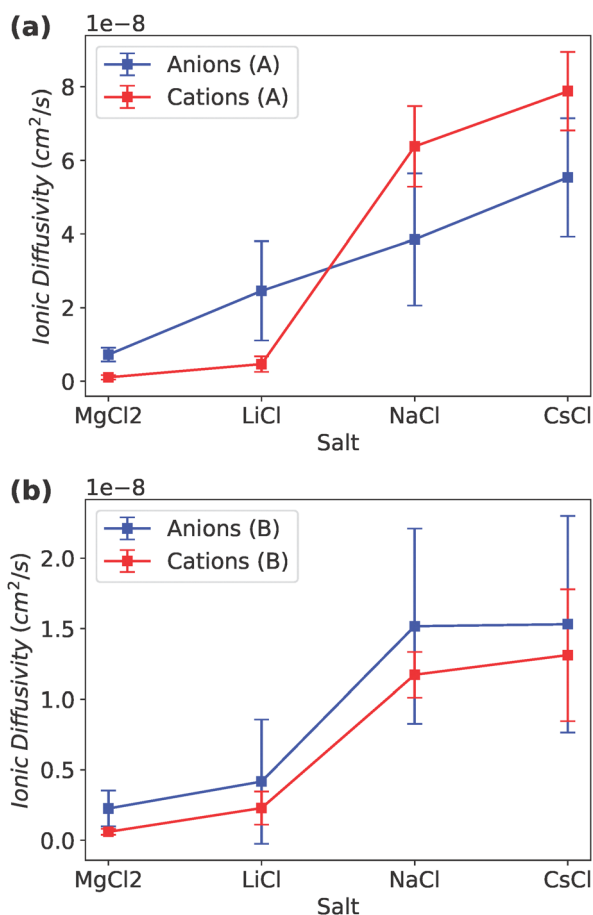 (a)
1e−8
Anions (A)
Cations (A)
Ionic Diffusivity (cm²/s)
8
6
4
2
0
MgCl2 LiCl NaCl CsCl
Salt
(b)
1e−8
Anions (B)
Cations (B)
Ionic Diffusivity (cm²/s)
2.0
1.5
1.0
0.5
0.0
MgCl2 LiCl NaCl CsCl
Salt